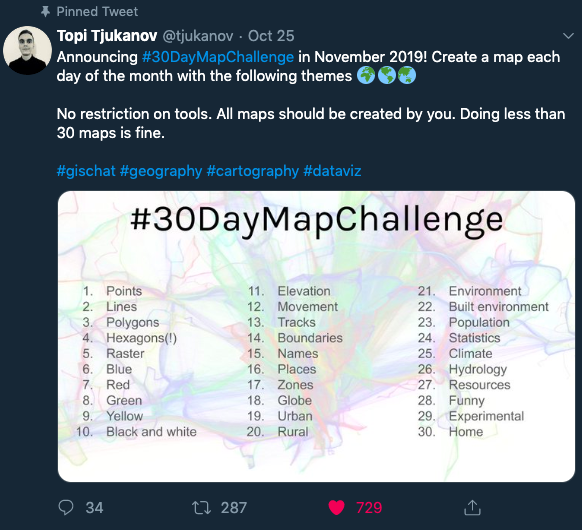 Pinned Tweet
Topi Tjukanov @tjukanov · Oct 25
Announcing #30DayMapChallenge in November 2019! Create a map each
day of the month with the following themes 🌍🌎🌏
No restriction on tools. All maps should be created by you. Doing less than
30 maps is fine.
#gischat #geography #cartography #dataviz
#30DayMapChallenge
1. Points
2. Lines
3. Polygons
4. Hexagons(!)
5. Raster
6. Blue
7. Red
8. Green
9. Yellow
10. Black and white
11. Elevation
12. Movement
13. Tracks
14. Boundaries
15. Names
16. Places
17. Zones
18. Globe
19. Urban
20. Rural
21. Environment
22. Built environment
23. Population
24. Statistics
25. Climate
26. Hydrology
27. Resources
28. Funny
29. Experimental
30. Home
34 287 729